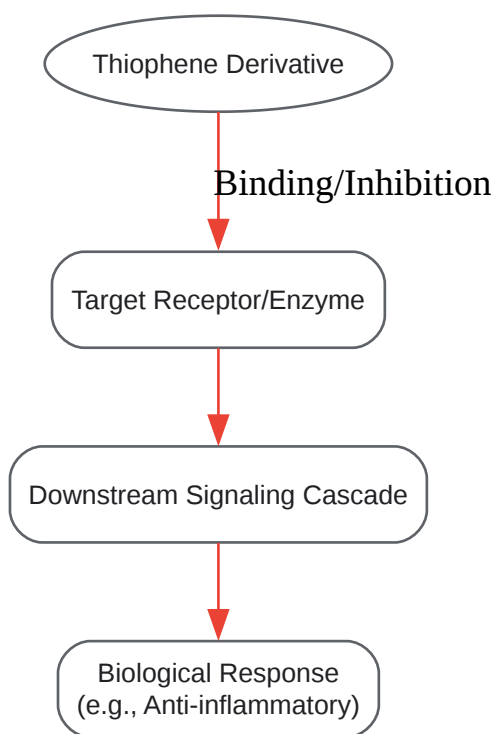 Thiophene Derivative
Binding/Inhibition
Target Receptor/Enzyme
Downstream Signaling Cascade
Biological Response
(e.g., Anti-inflammatory)